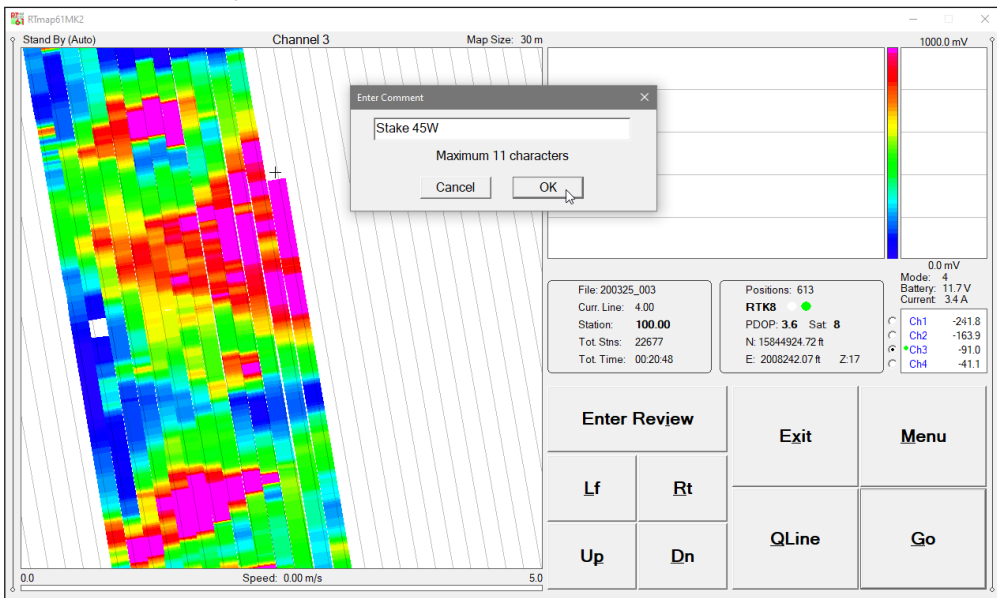 RT
61
RTmap61MK2
Stand By (Auto)
Channel 3
Map Size: 30 m
1000.0 mV
Enter Comment
Stake 45W
Maximum 11 characters
Cancel
OK
0.0 mV
Mode: 4
Battery: 11.7 V
Current: 3.4 A
File: 200325_003
Curr. Line: 4.00
Station: 100.00
Tot. Stns: 22677
Tot. Time: 00:20:48
Positions: 613
RTK8
PDOP: 3.6 Sat: 8
N: 15844924.72 ft
E: 2008242.07 ft Z:17
Ch1 -241.8
Ch2 -163.9
Ch3 -91.0
Ch4 -41.1
Enter Review
Exit
Menu
Lf
Rt
Up
Dn
QLine
Go
0.0
Speed: 0.00 m/s
5.0